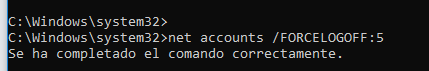 C:\Windows\system32>
C:\Windows\system32>net accounts /FORCELOGOFF:5
Se ha completado el comando correctamente.